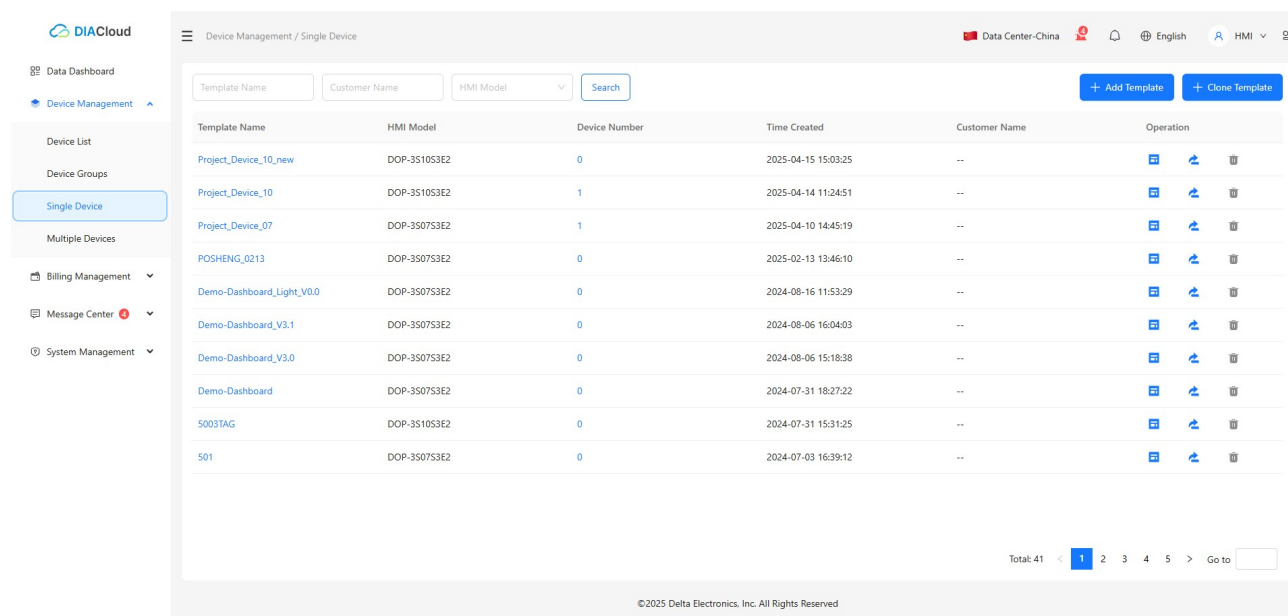 DIACloud
Device Management / Single Device
Data Center-China 4 English HMI
Data Dashboard
Device Management
Device List
Device Groups
Single Device
Multiple Devices
Billing Management
Message Center 4
System Management
Template Name Customer Name HMI Model Search + Add Template + Clone Template
Template Name HMI Model Device Number Time Created Customer Name Operation
Project_Device_10_new DOP-3S10S3E2 0 2025-04-15 15:03:25 --
Project_Device_10 DOP-3S10S3E2 1 2025-04-14 11:24:51 --
Project_Device_07 DOP-3S07S3E2 1 2025-04-10 14:45:19 --
POSHENG_0213 DOP-3S07S3E2 0 2025-02-13 13:46:10 --
Demo-Dashboard_Light_V0.0 DOP-3S07S3E2 0 2024-08-16 11:53:29 --
Demo-Dashboard_V3.1 DOP-3S07S3E2 0 2024-08-06 16:04:03 --
Demo-Dashboard_V3.0 DOP-3S07S3E2 0 2024-08-06 15:18:38 --
Demo-Dashboard DOP-3S07S3E2 0 2024-07-31 18:27:22 --
5003TAG DOP-3S10S3E2 0 2024-07-31 15:31:25 --
501 DOP-3S07S3E2 0 2024-07-03 16:39:12 --
Total: 41 < 1 2 3 4 5 > Go to
©2025 Delta Electronics, Inc. All Rights Reserved